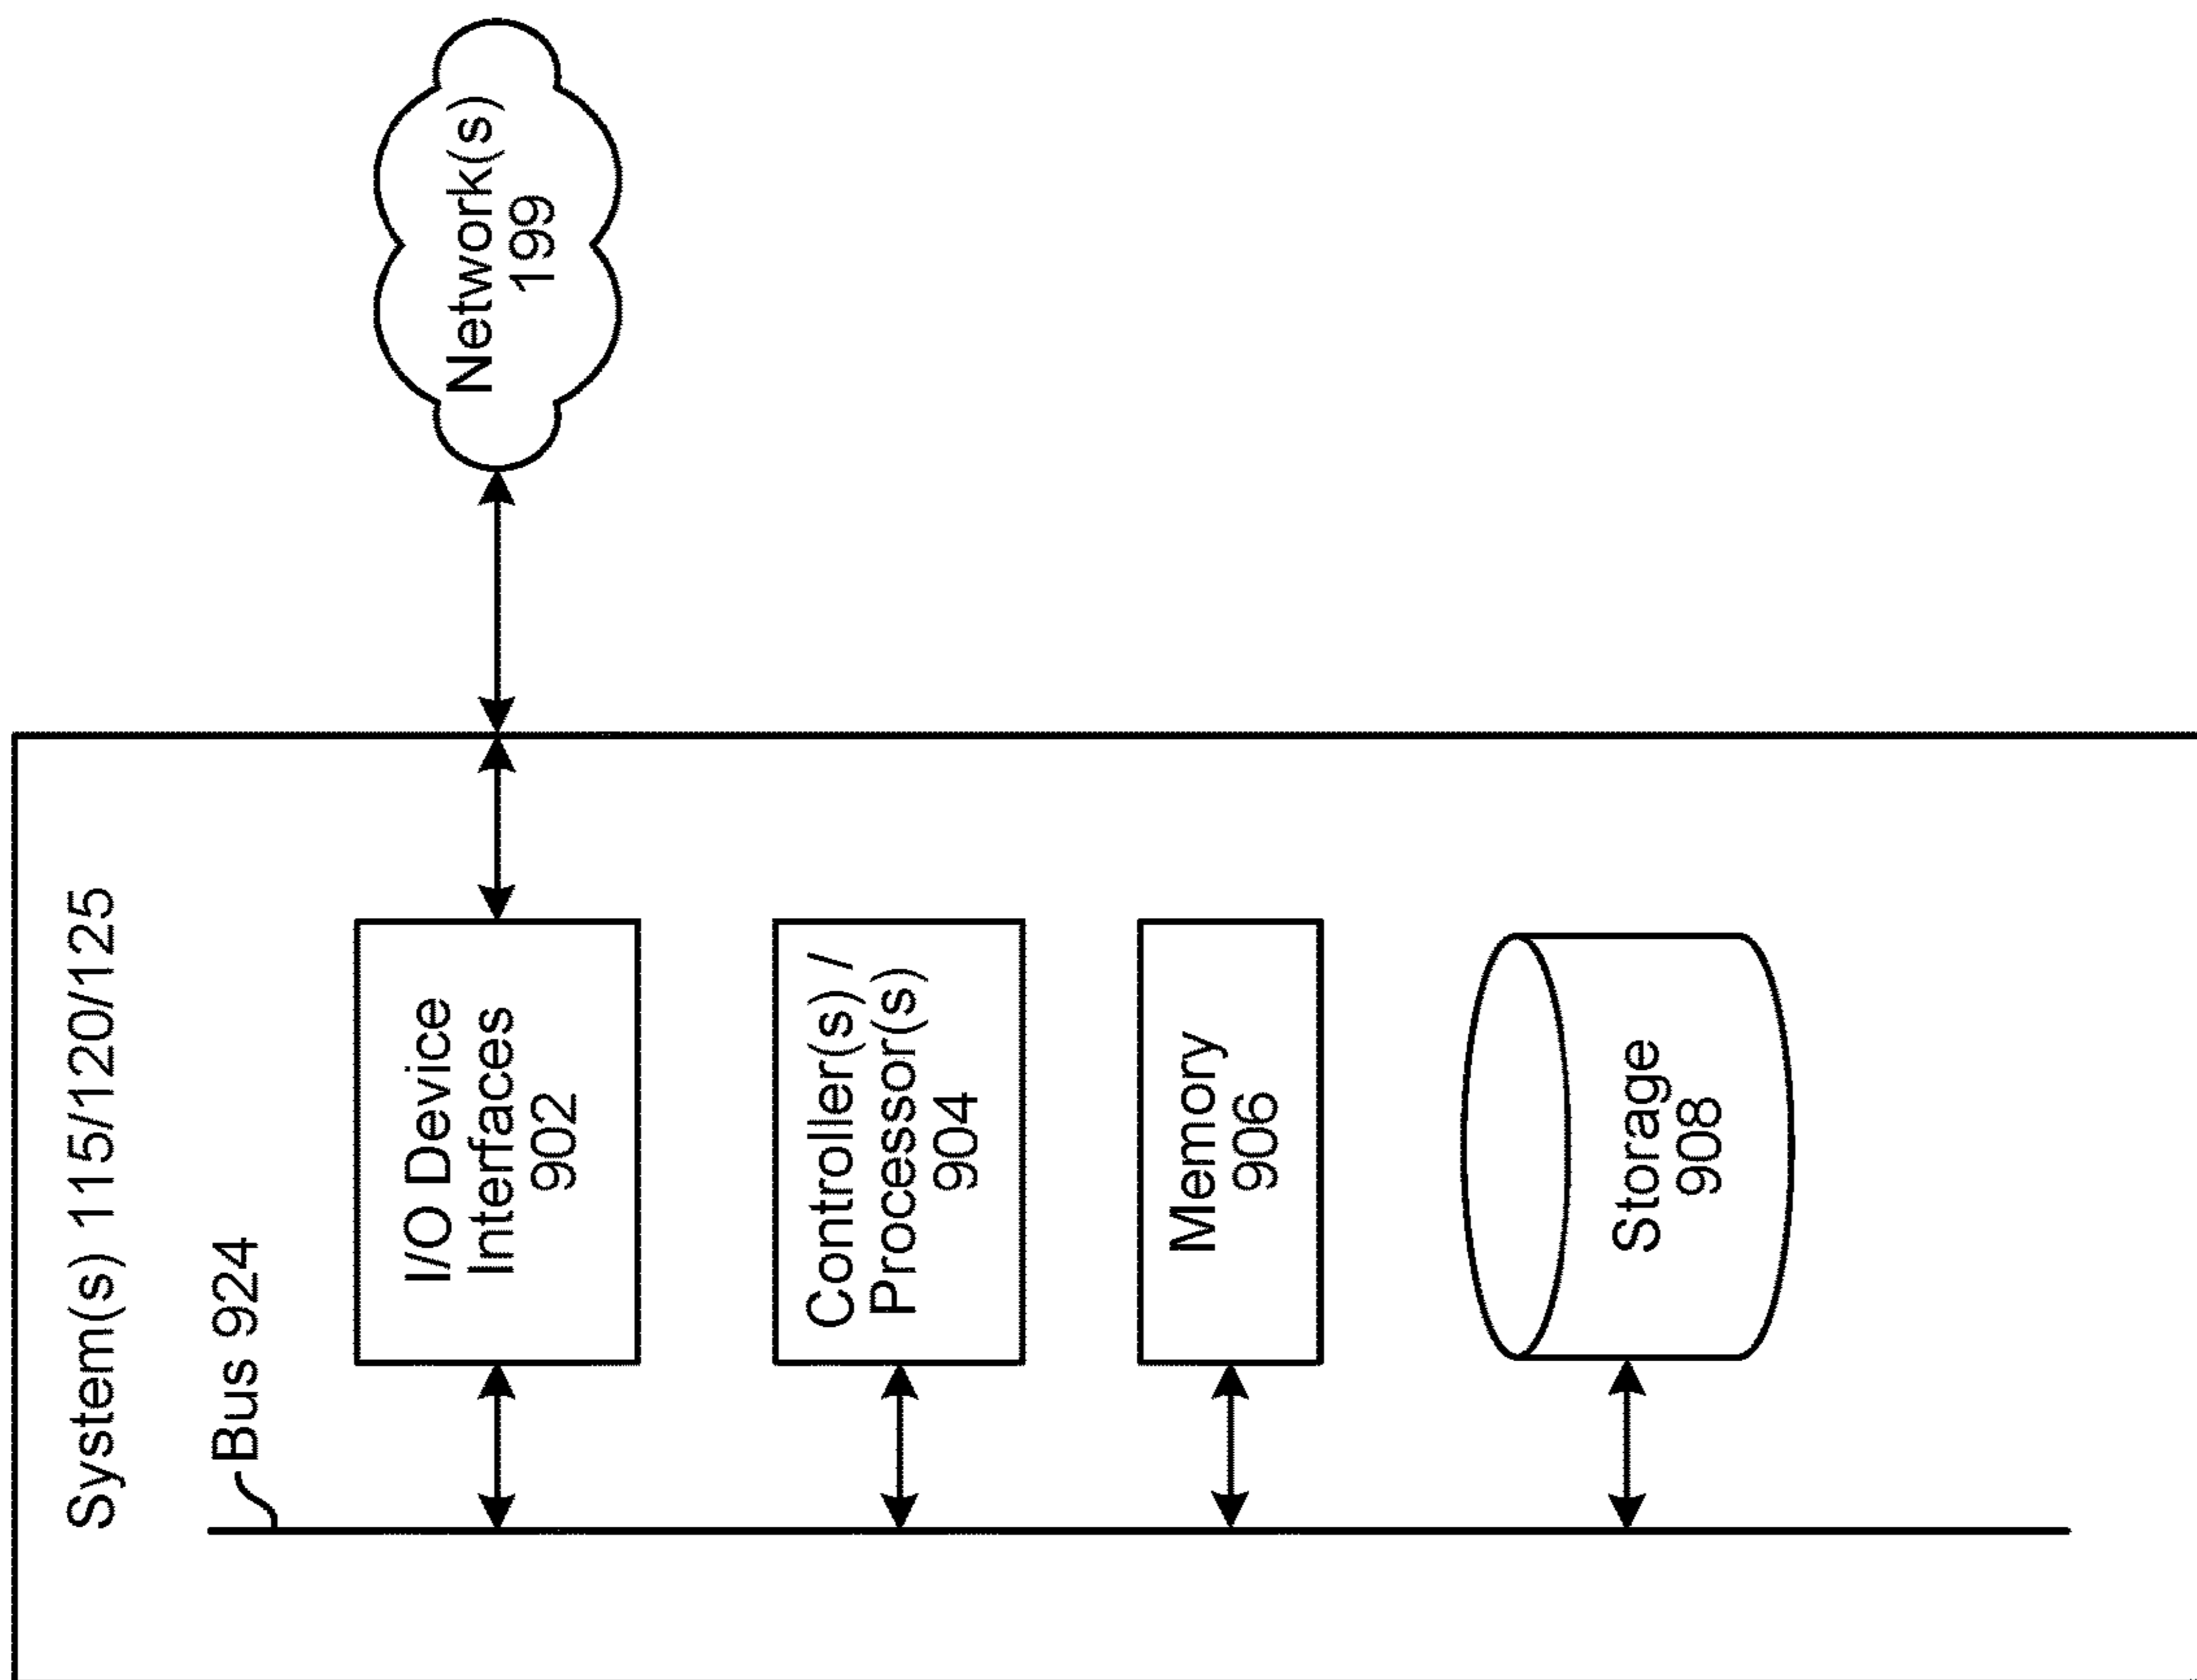 System(s) 115/120/125
Bus 924
I/O Device
Interfaces
902
Controller(s) /
Processor(s)
904
Memory
906
Storage
908
Network(s)
199